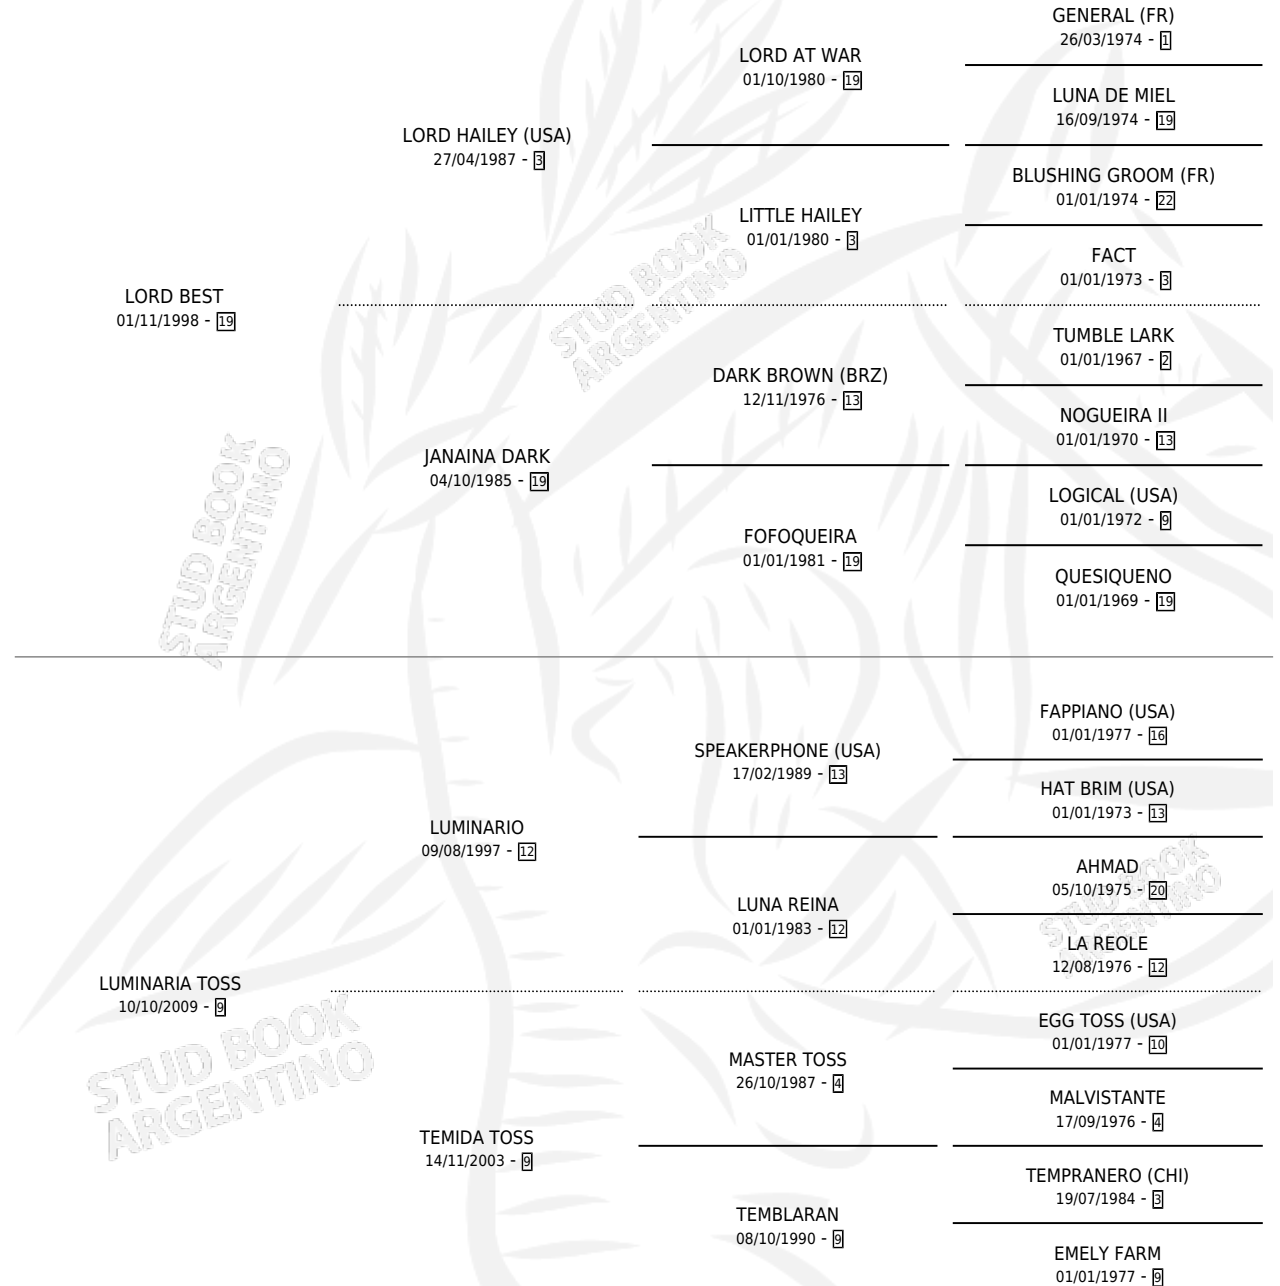 GENERAL (FR)
26/03/1974 - 1
LORD AT WAR
01/10/1980 - 19
LUNA DE MIEL
16/09/1974 - 19
LORD HAILEY (USA)
27/04/1987 - 3
BLUSHING GROOM (FR)
01/01/1974 - 22
LITTLE HAILEY
01/01/1980 - 3
FACT
01/01/1973 - 3
LORD BEST
01/11/1998 - 19
STUD BOOK
ARGENTINO
TUMBLE LARK
01/01/1967 - 2
DARK BROWN (BRZ)
12/11/1976 - 13
NOGUEIRA II
01/01/1970 - 13
JANAINA DARK
04/10/1985 - 19
LOGICAL (USA)
01/01/1972 - 9
FOFOQUEIRA
01/01/1981 - 19
QUESIQUENO
01/01/1969 - 19
STUD BOOK
ARGENTINO
FAPPIANO (USA)
01/01/1977 - 16
SPEAKERPHONE (USA)
17/02/1989 - 13
HAT BRIM (USA)
01/01/1973 - 13
LUMINARIO
09/08/1997 - 12
AHMAD
05/10/1975 - 20
LUNA REINA
01/01/1983 - 12
LA REOLE
12/08/1976 - 12
STUD BOOK
ARGENTINO
LUMINARIA TOSS
10/10/2009 - 9
EGG TOSS (USA)
01/01/1977 - 10
MASTER TOSS
26/10/1987 - 4
MALVISTANTE
17/09/1976 - 4
STUD BOOK
ARGENTINO
TEMIDA TOSS
14/11/2003 - 9
TEMPRANERO (CHI)
19/07/1984 - 3
TEMBLARAN
08/10/1990 - 9
EMELY FARM
01/01/1977 - 9